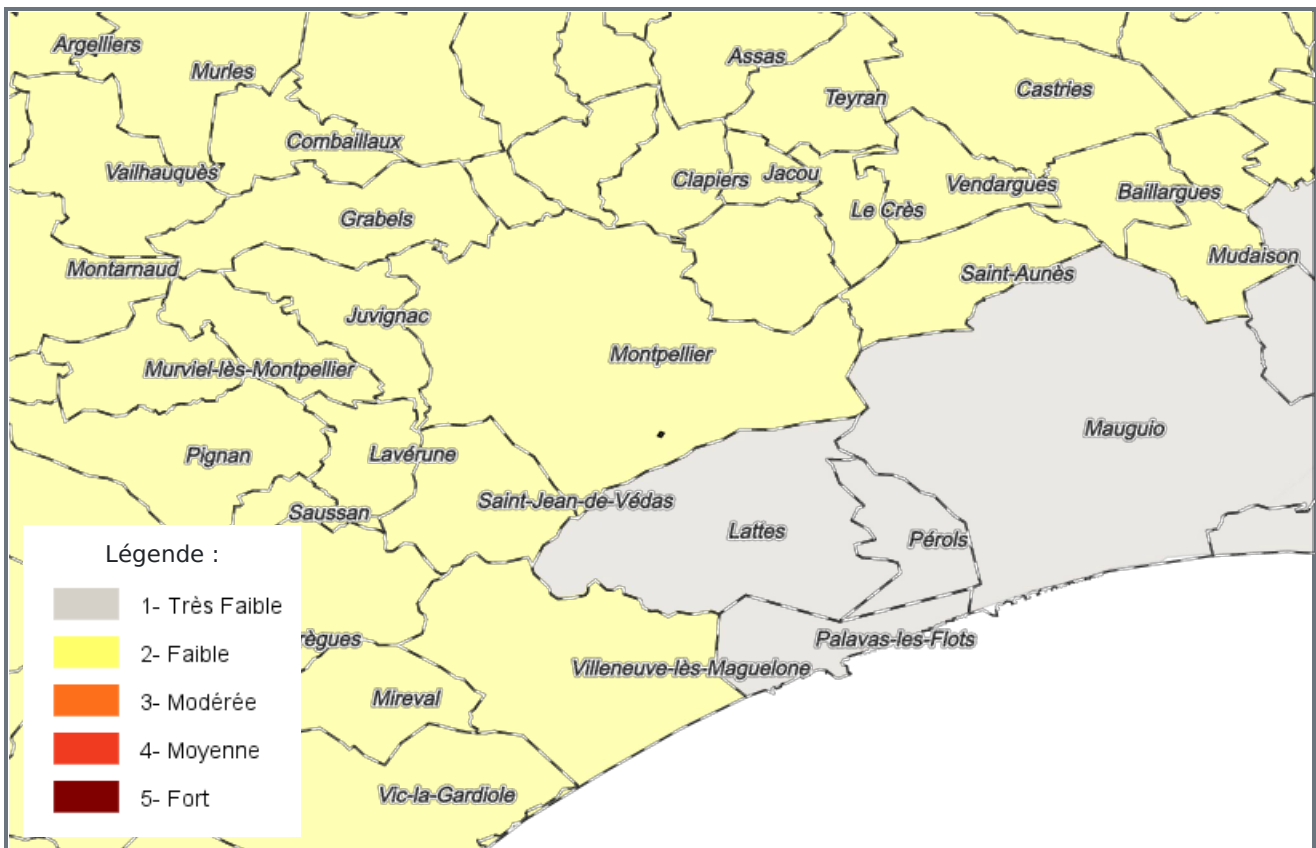 Argelliers
Murles
Assas
Teyran
Castries
Combaillaux
Vailhauquès
Clapiers
Jacou
Vendargues
Baillargues
Grabels
Le Crès
Montarnaud
Saint-Aunès
Mudaison
Juvignac
Montpellier
Murviel-lès-Montpellier
Mauguio
Pignan
Lavérune
Saussan
Saint-Jean-de-Védas
Lattes
Pérols
Légende :
1- Très Faible
2- Faible
3- Modérée
4- Moyenne
5- Fort
règues
Palavas-les-Flots
Villeneuve-lès-Maguelone
Mireval
Vic-la-Gardiole